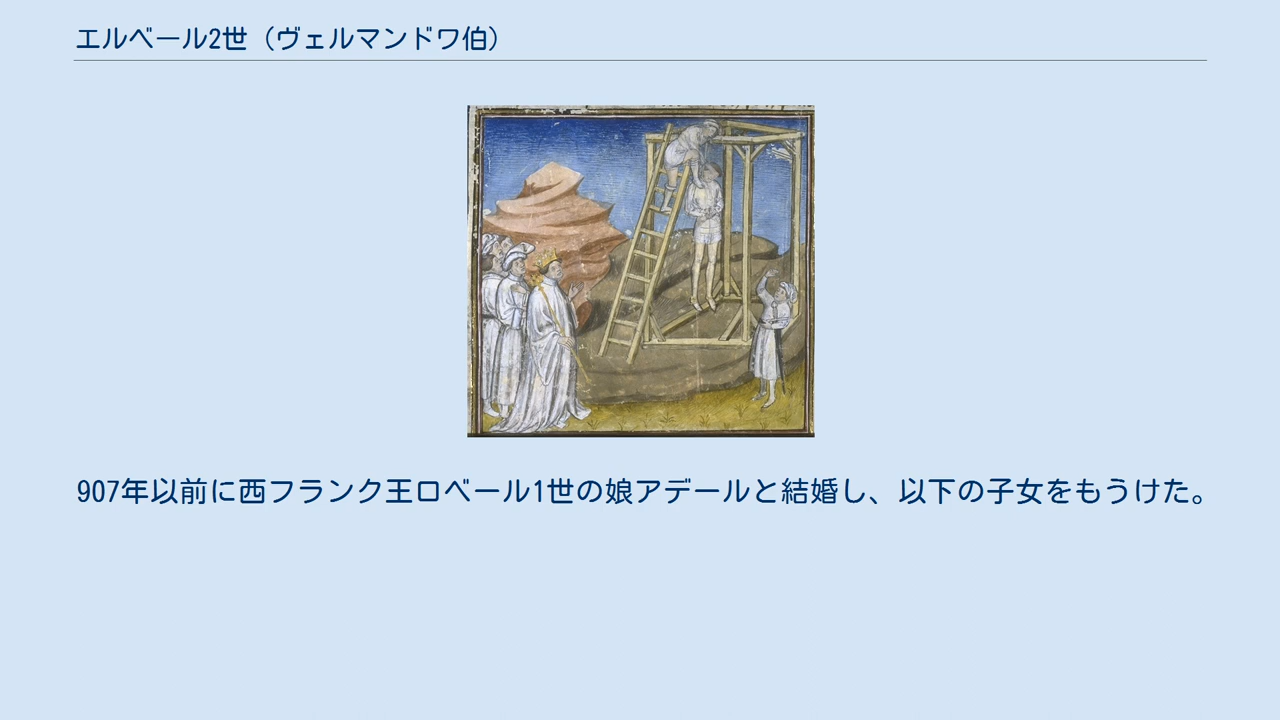 エルベール2世（ヴェルマンドワ伯）
907年以前に西フランク王ロベール1世の娘アデールと結婚し、以下の子女をもうけた。